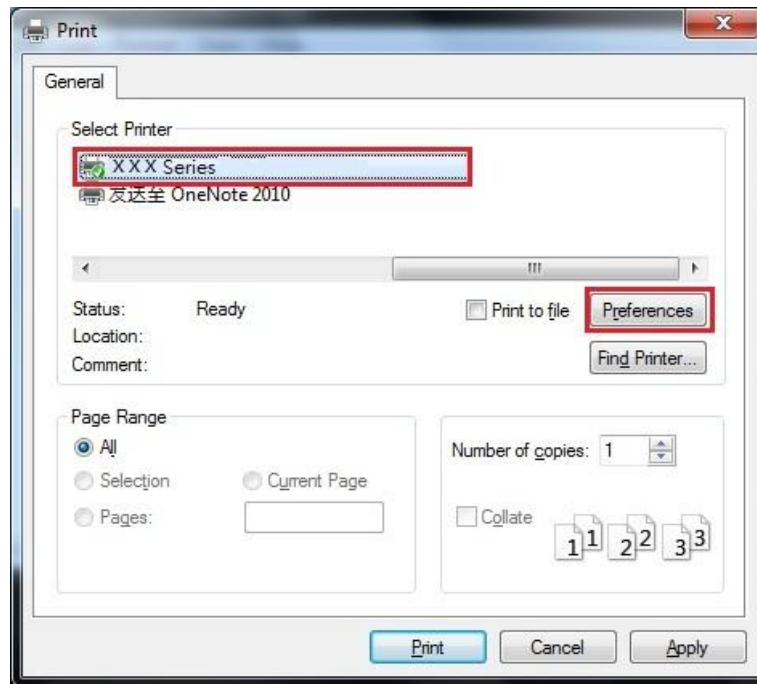 Print
General
Select Printer
XXX Series
发送至 OneNote 2010
Status: Ready
Print to file
Preferences
Location:
Comment:
Find Printer...
Page Range
All
Selection
Current Page
Pages:
Number of copies: 1
Collate
1 1 2 2 3 3
Print
Cancel
Apply